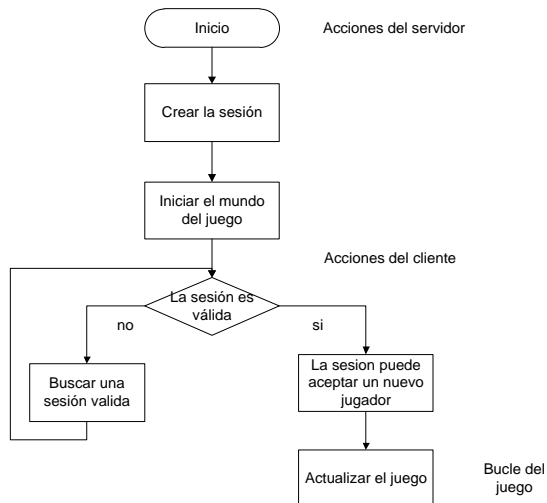 Inicio
Acciones del servidor
Crear la sesión
Iniciar el mundo
del juego
Acciones del cliente
La sesión es
válida
no
si
Buscar una
sesión valida
La sesion puede
aceptar un nuevo
jugador
Actualizar el juego
Bucle del
juego